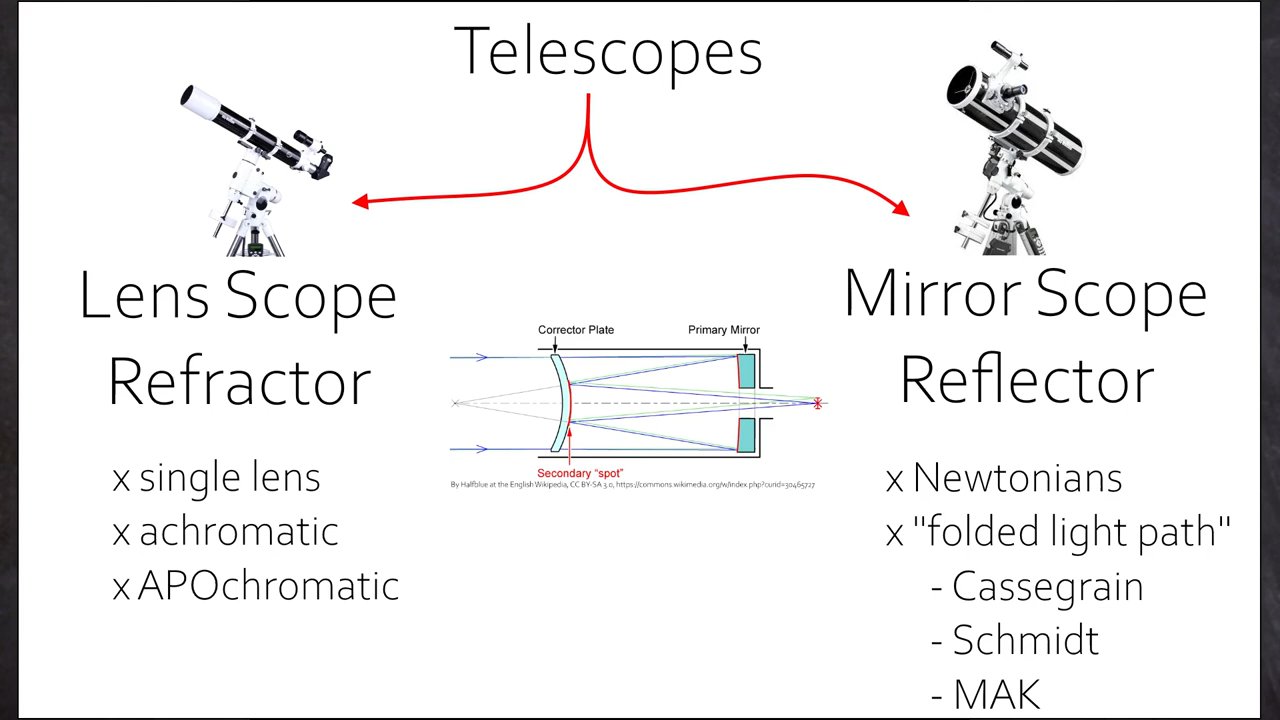 Telescopes
Lens Scope
Refractor
x single lens
x achromatic
x APOchromatic
Corrector Plate
Primary Mirror
Secondary “spot”
By Halfblue at the English Wikipedia, CC BY-SA 3.0, https://commons.wikimedia.org/w/index.php?curid=30465727
Mirror Scope
Reflector
x Newtonians
x "folded light path"
- Cassegrain
- Schmidt
- MAK